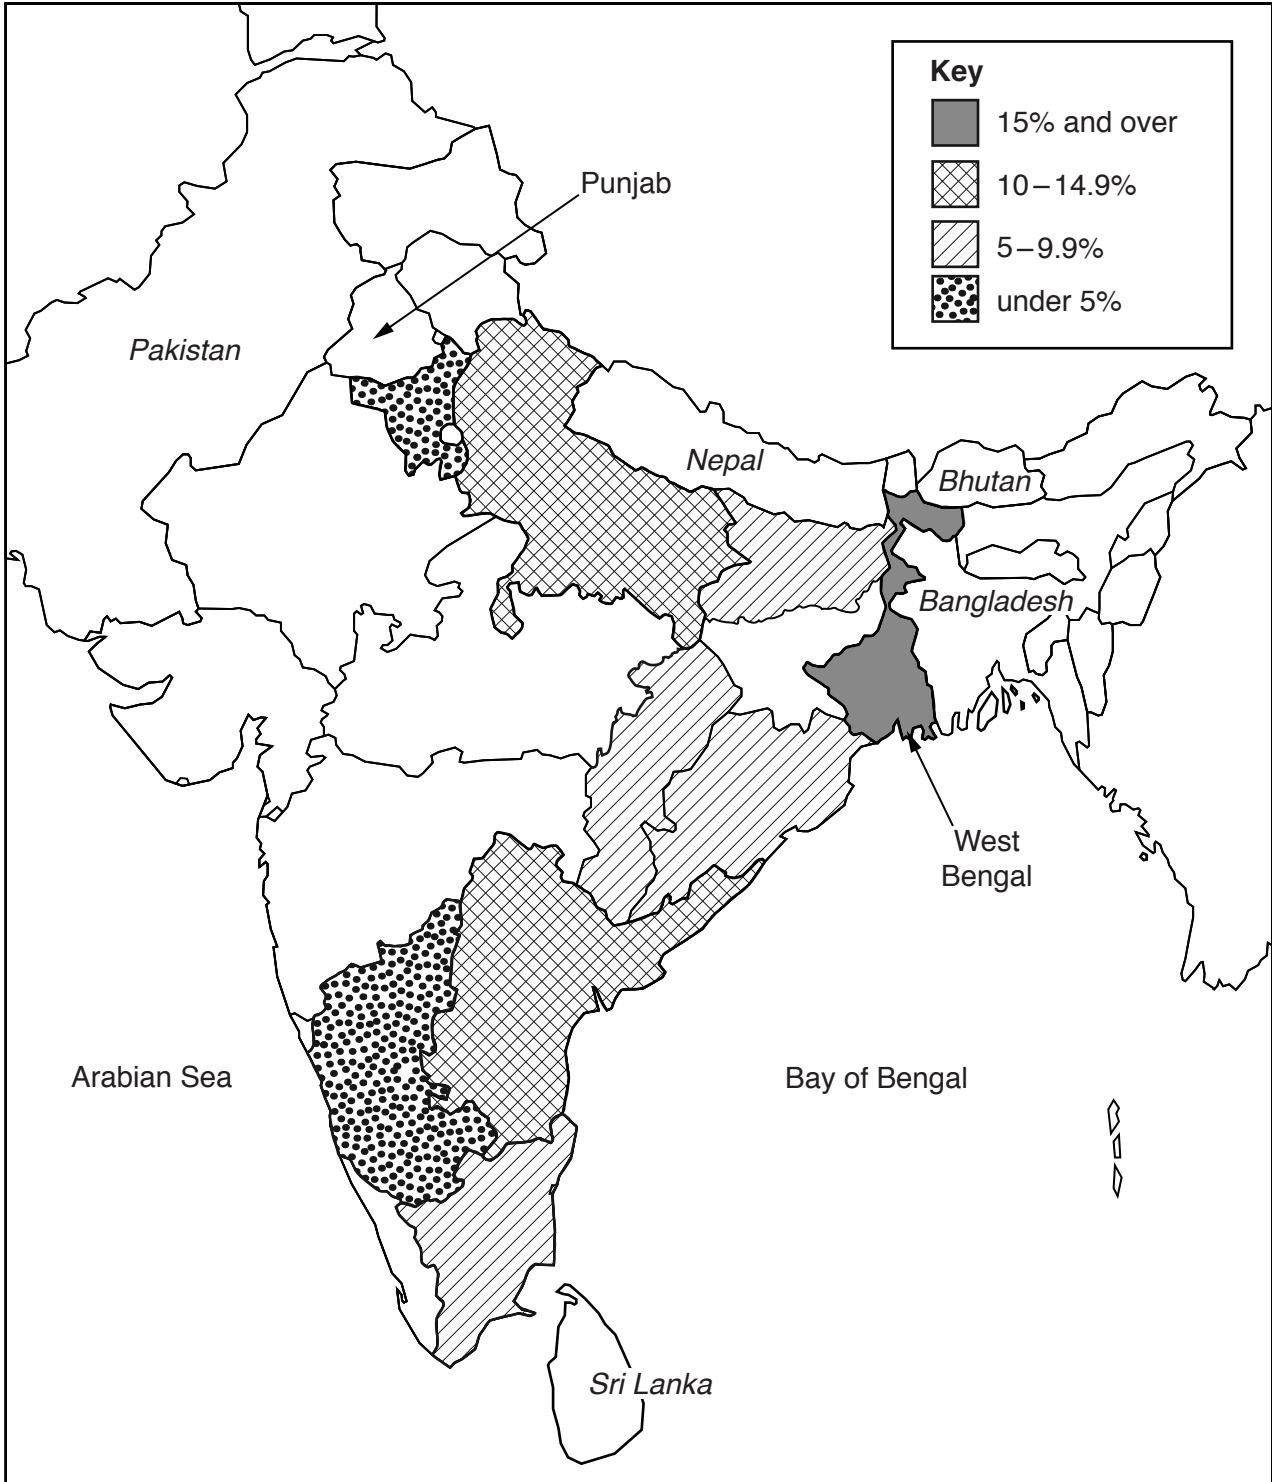 Key
15% and over
10–14.9%
5–9.9%
under 5%
Punjab
Pakistan
Nepal
Bhutan
Bangladesh
West
Bengal
Arabian Sea
Bay of Bengal
Sri Lanka